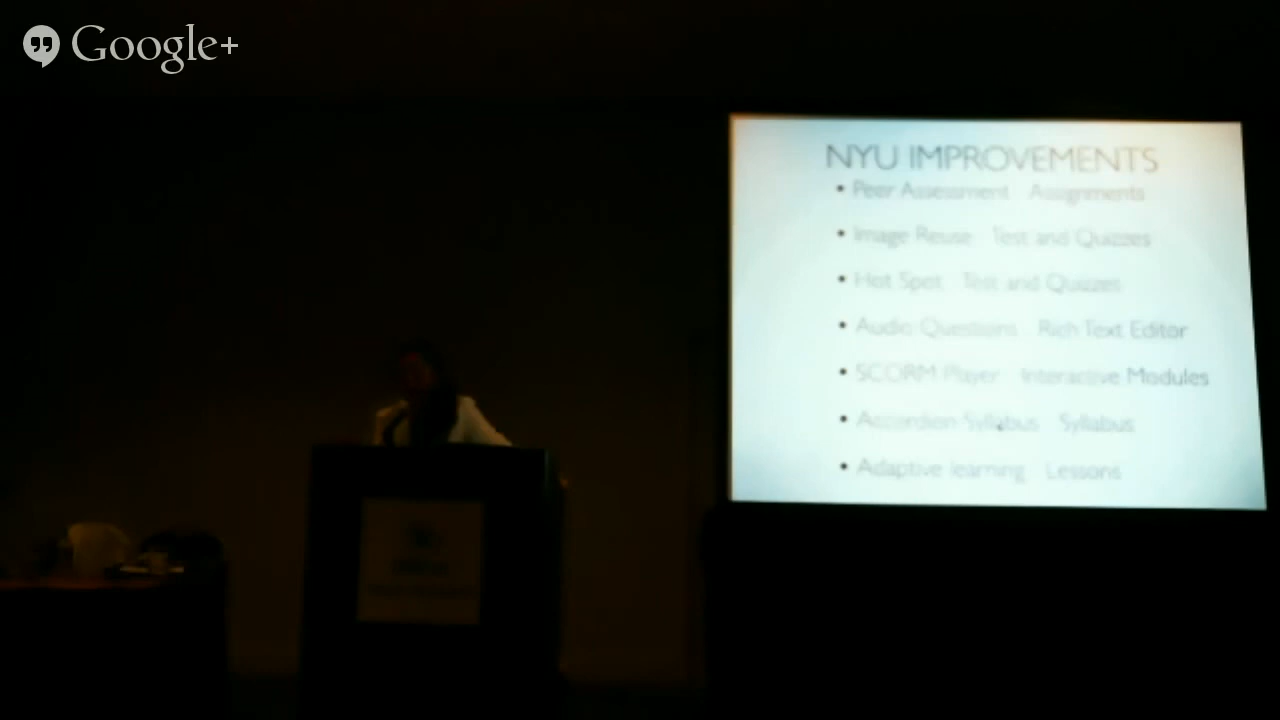 Google+
NYU IMPROVEMENTS
• Peer Assessment Assignments
• Image Reuse Test and Quizzes
• Hot Spot Test and Quizzes
• Audio Questions Rich Text Editor
• SCORM Player Interactive Modules
• Accordion Syllabus Syllabus
• Adaptive learning Lessons